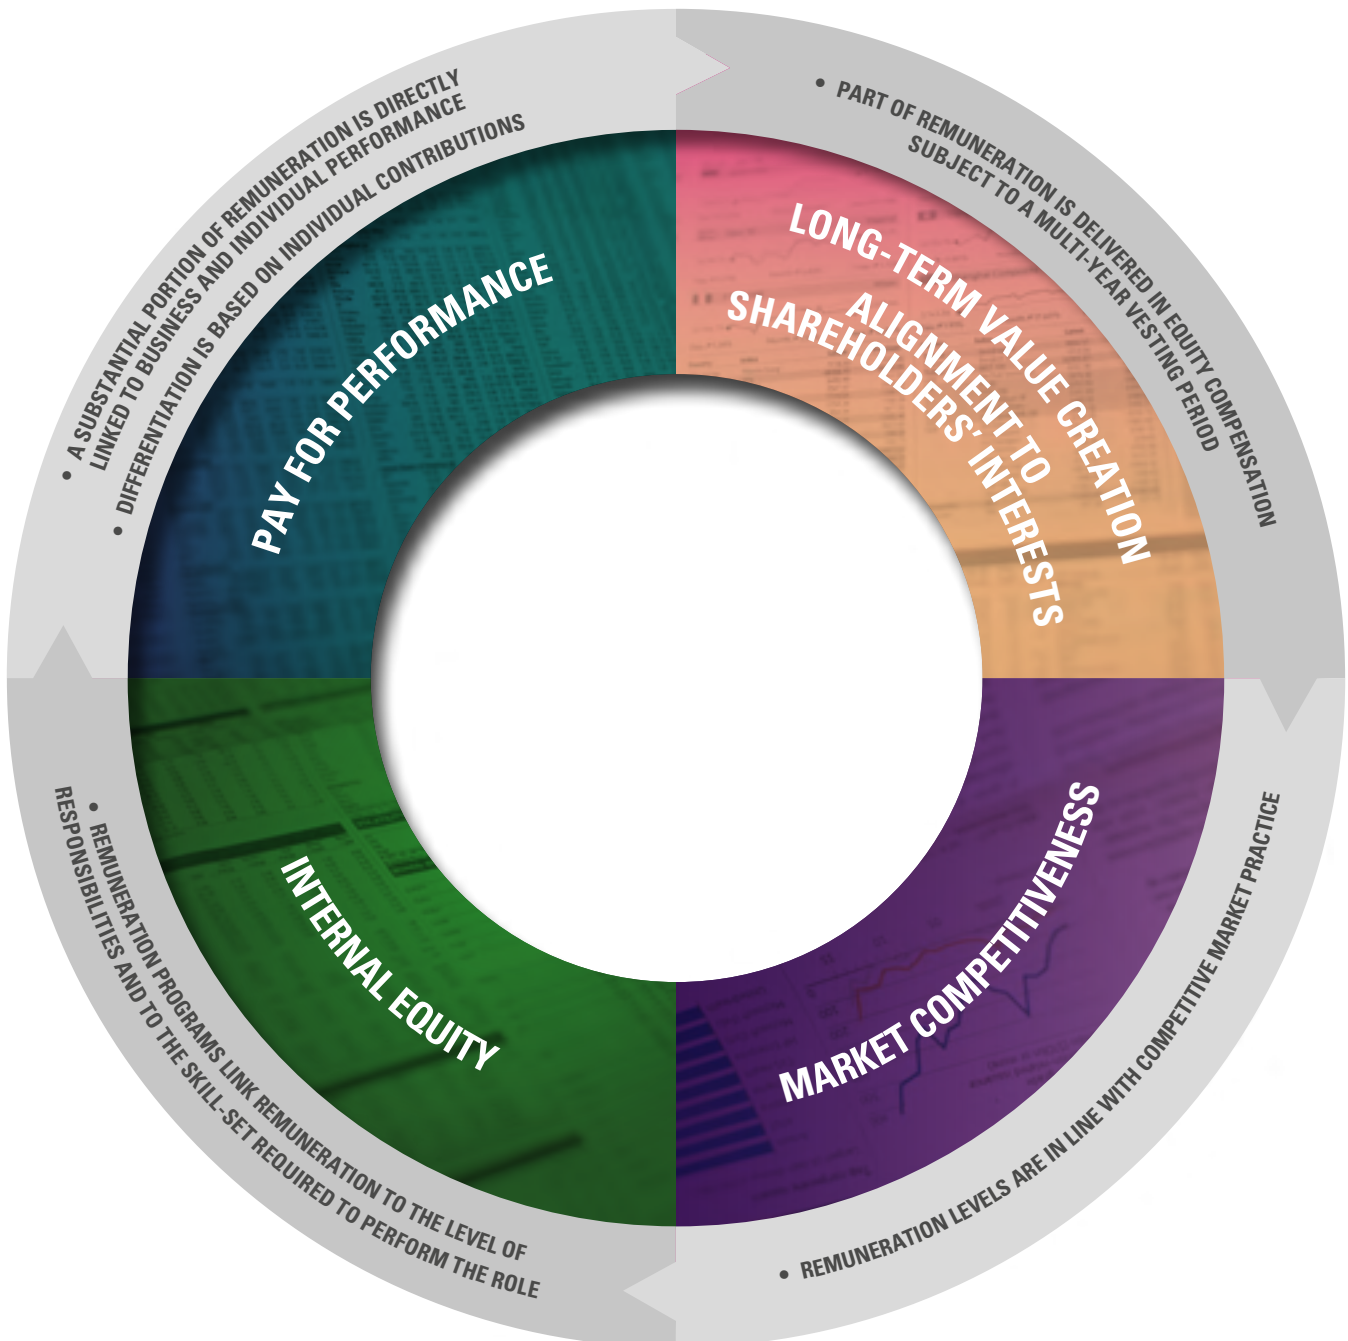 • A SUBSTANTIAL PORTION OF REMUNERATION IS DIRECTLY
LINKED TO BUSINESS AND INDIVIDUAL PERFORMANCE
• DIFFERENTIATION IS BASED ON INDIVIDUAL CONTRIBUTIONS
PAY FOR PERFORMANCE
• PART OF REMUNERATION IS DELIVERED IN EQUITY COMPENSATION
SUBJECT TO A MULTI-YEAR VESTING PERIOD
LONG-TERM VALUE CREATION
ALIGNMENT TO
SHAREHOLDERS’ INTERESTS
MARKET COMPETITIVENESS
• REMUNERATION LEVELS ARE IN LINE WITH COMPETITIVE MARKET PRACTICE
INTERNAL EQUITY
• REMUNERATION PROGRAMS LINK REMUNERATION TO THE LEVEL OF
RESPONSIBILITIES AND TO THE SKILL-SET REQUIRED TO PERFORM THE ROLE